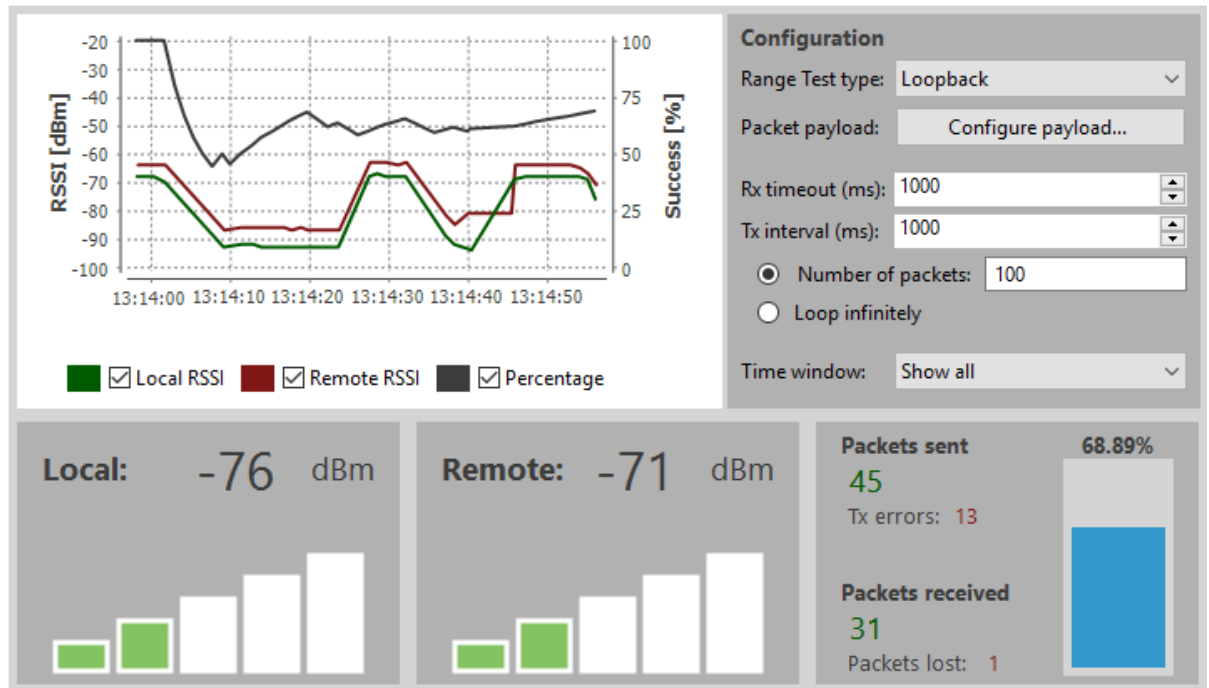 -20
-30
-40
-50
-60
-70
-80
-90
-100
RSSI [dBm]
100
75
50
25
0
Success [%]
13:14:00 13:14:10 13:14:20 13:14:30 13:14:40 13:14:50
Local RSSI Remote RSSI Percentage
Configuration
Range Test type: Loopback
Packet payload: Configure payload...
Rx timeout (ms): 1000
Tx interval (ms): 1000
Number of packets: 100
Loop infinitely
Time window: Show all
Local: -76 dBm
Remote: -71 dBm
Packets sent
45
Tx errors: 13
Packets received
31
Packets lost: 1
68.89%